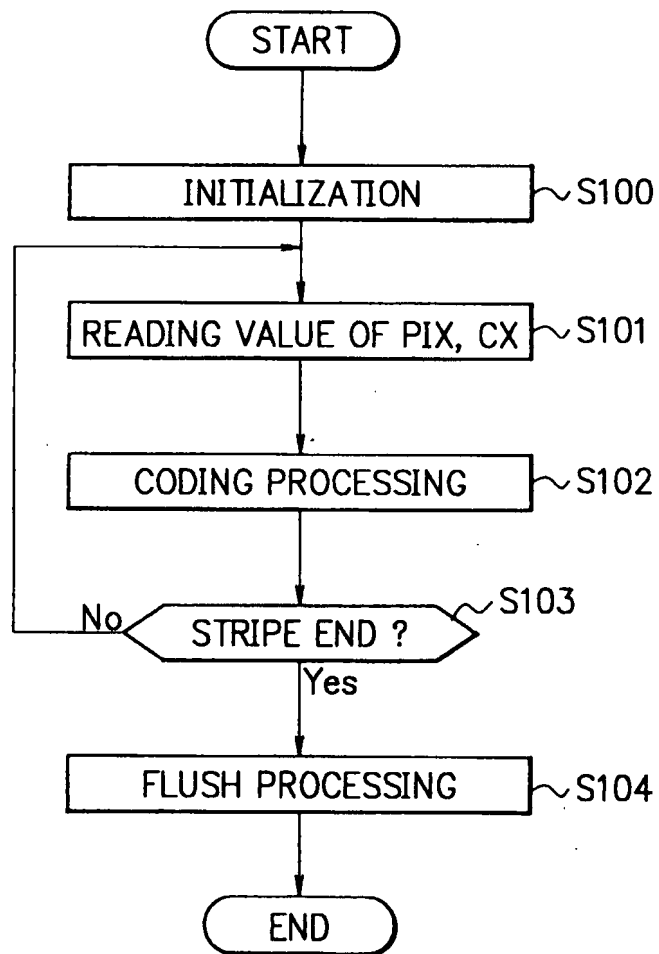 START
INITIALIZATION
S100
READING VALUE OF PIX, CX
S101
CODING PROCESSING
S102
S103
No
STRIPE END ?
Yes
FLUSH PROCESSING
S104
END